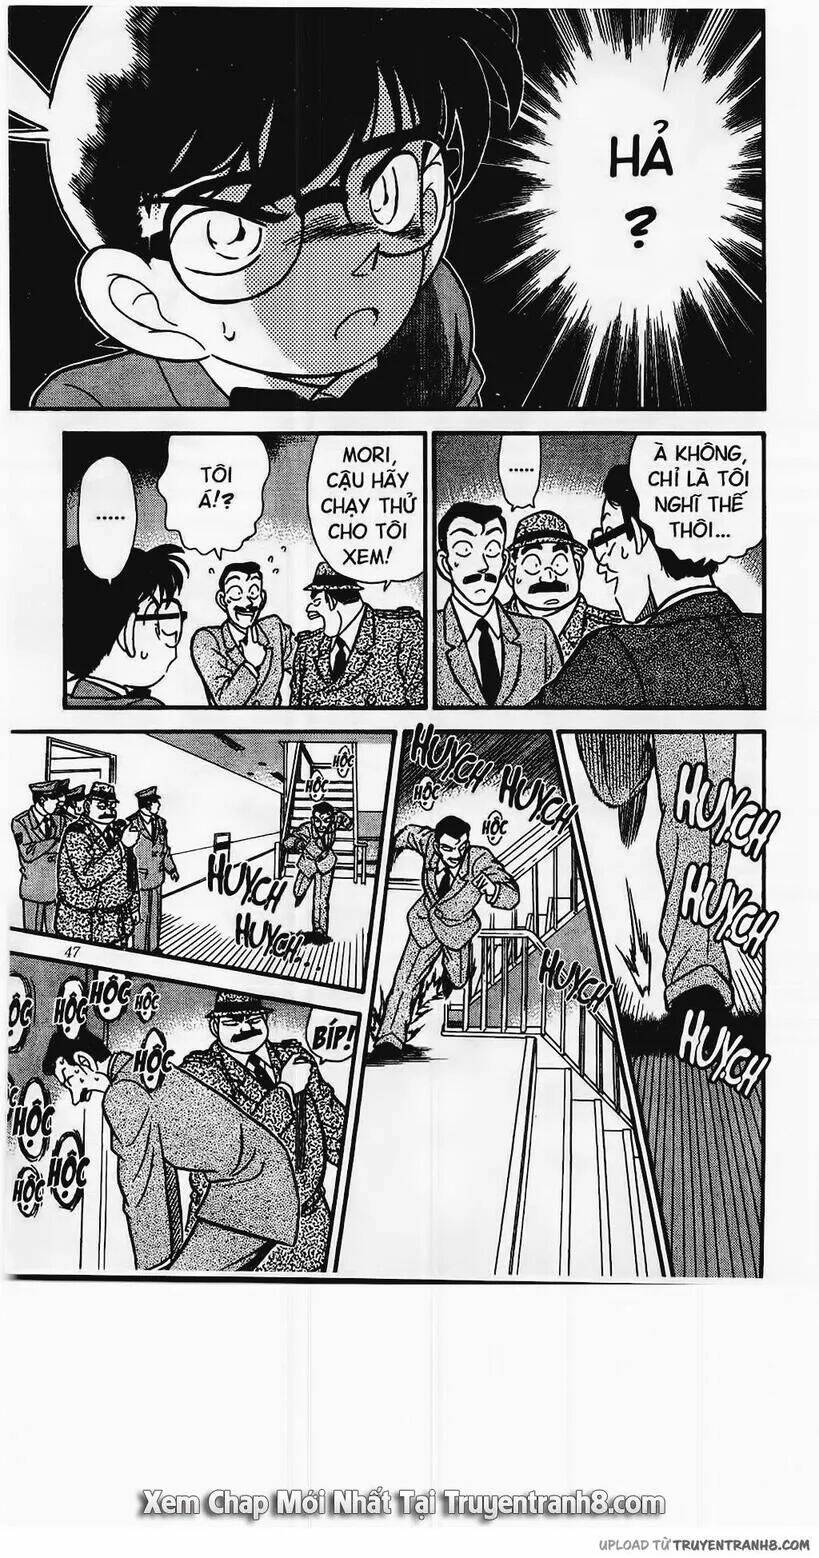 HẢ
?
À KHÔNG,
CHỈ LÀ TÔI
NGHĨ THẾ
THÔI...
.....
MORI,
CẬU HÃY
CHẠY THỬ
CHO TÔI
XEM!
TÔI
Á!?
.....
HUỴCH
HUỴCH
HUỴCH
HUỴCH
HUỴCH
HỘC
HỘC
HUỴCH
HỘC
HỘC
HUỴCH
HUỴCH...
47
BÍP!
HỘC
HỘC
HỘC
HỘC
HỘC
HỘC
HỘC
HỘC
HỘC
Xem Chap Mới Nhất Tại Truyentranh8.com
UPLOAD TỪ TRUYENTRANH8.COM